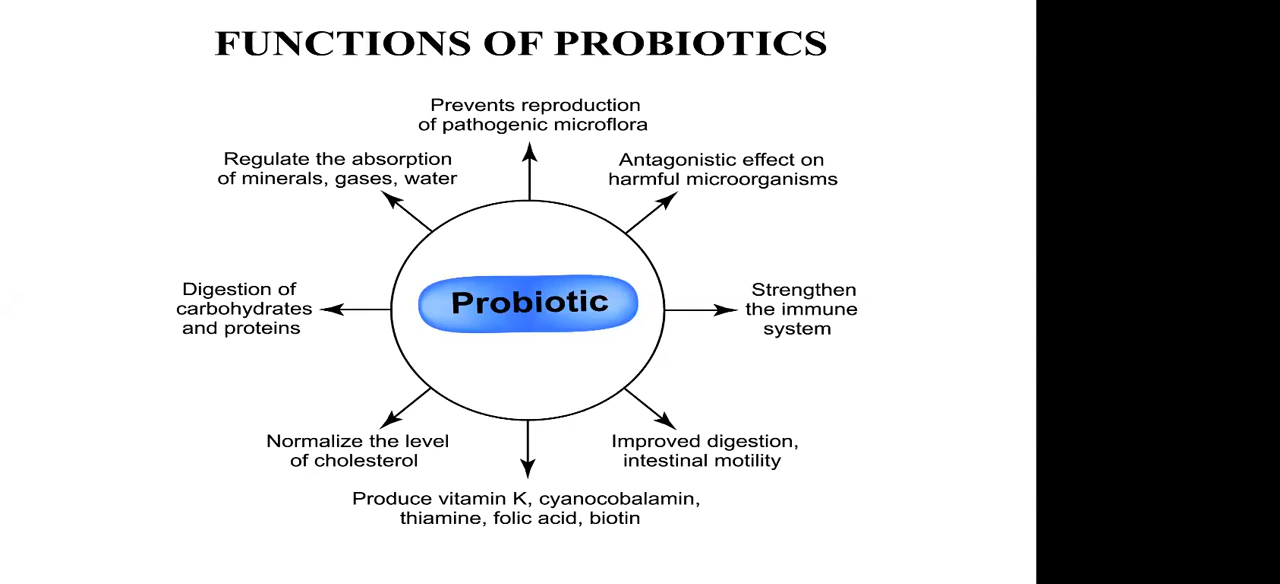 FUNCTIONS OF PROBIOTICS
Prevents reproduction
of pathogenic microflora
Regulate the absorption
of minerals, gases, water
Antagonistic effect on
harmful microorganisms
Digestion of
carbohydrates
and proteins
Probiotic
Strengthen
the immune
system
Normalize the level
of cholesterol
Improved digestion,
intestinal motility
Produce vitamin K, cyanocobalamin,
thiamine, folic acid, biotin